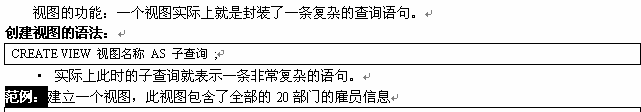 视图的功能：一个视图实际上就是封装了一条复杂的查询语句。
创建视图的语法：
CREATE VIEW 视图名称 AS 子查询 ;
• 实际上此时的子查询就表示一条非常复杂的语句。
范例：建立一个视图，此视图包含了全部的 20 部门的雇员信息